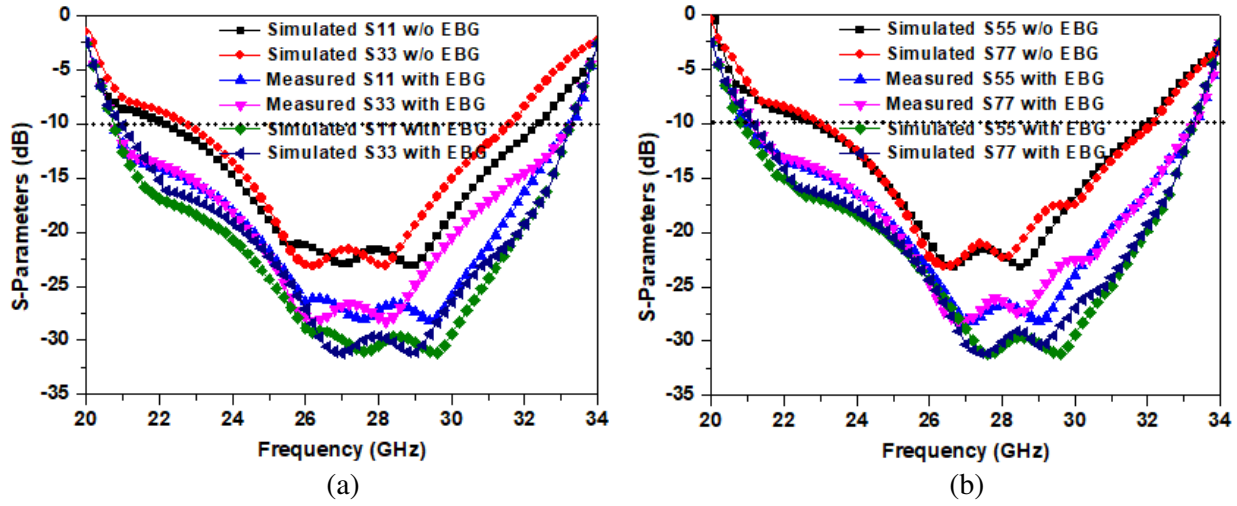 0
-5
-10
-15
-20
-25
-30
-35
S-Parameters (dB)
Simulated S11 w/o EBG
Simulated S33 w/o EBG
Measured S11 with EBG
Measured S33 with EBG
Simulated S11 with EBG
Simulated S33 with EBG
20 22 24 26 28 30 32 34
Frequency (GHz)
(a)
0
-5
-10
-15
-20
-25
-30
-35
S-Parameters (dB)
Simulated S55 w/o EBG
Simulated S77 w/o EBG
Measured S55 with EBG
Measured S77 with EBG
Simulated S55 with EBG
Simulated S77 with EBG
20 22 24 26 28 30 32 34
Frequency (GHz)
(b)